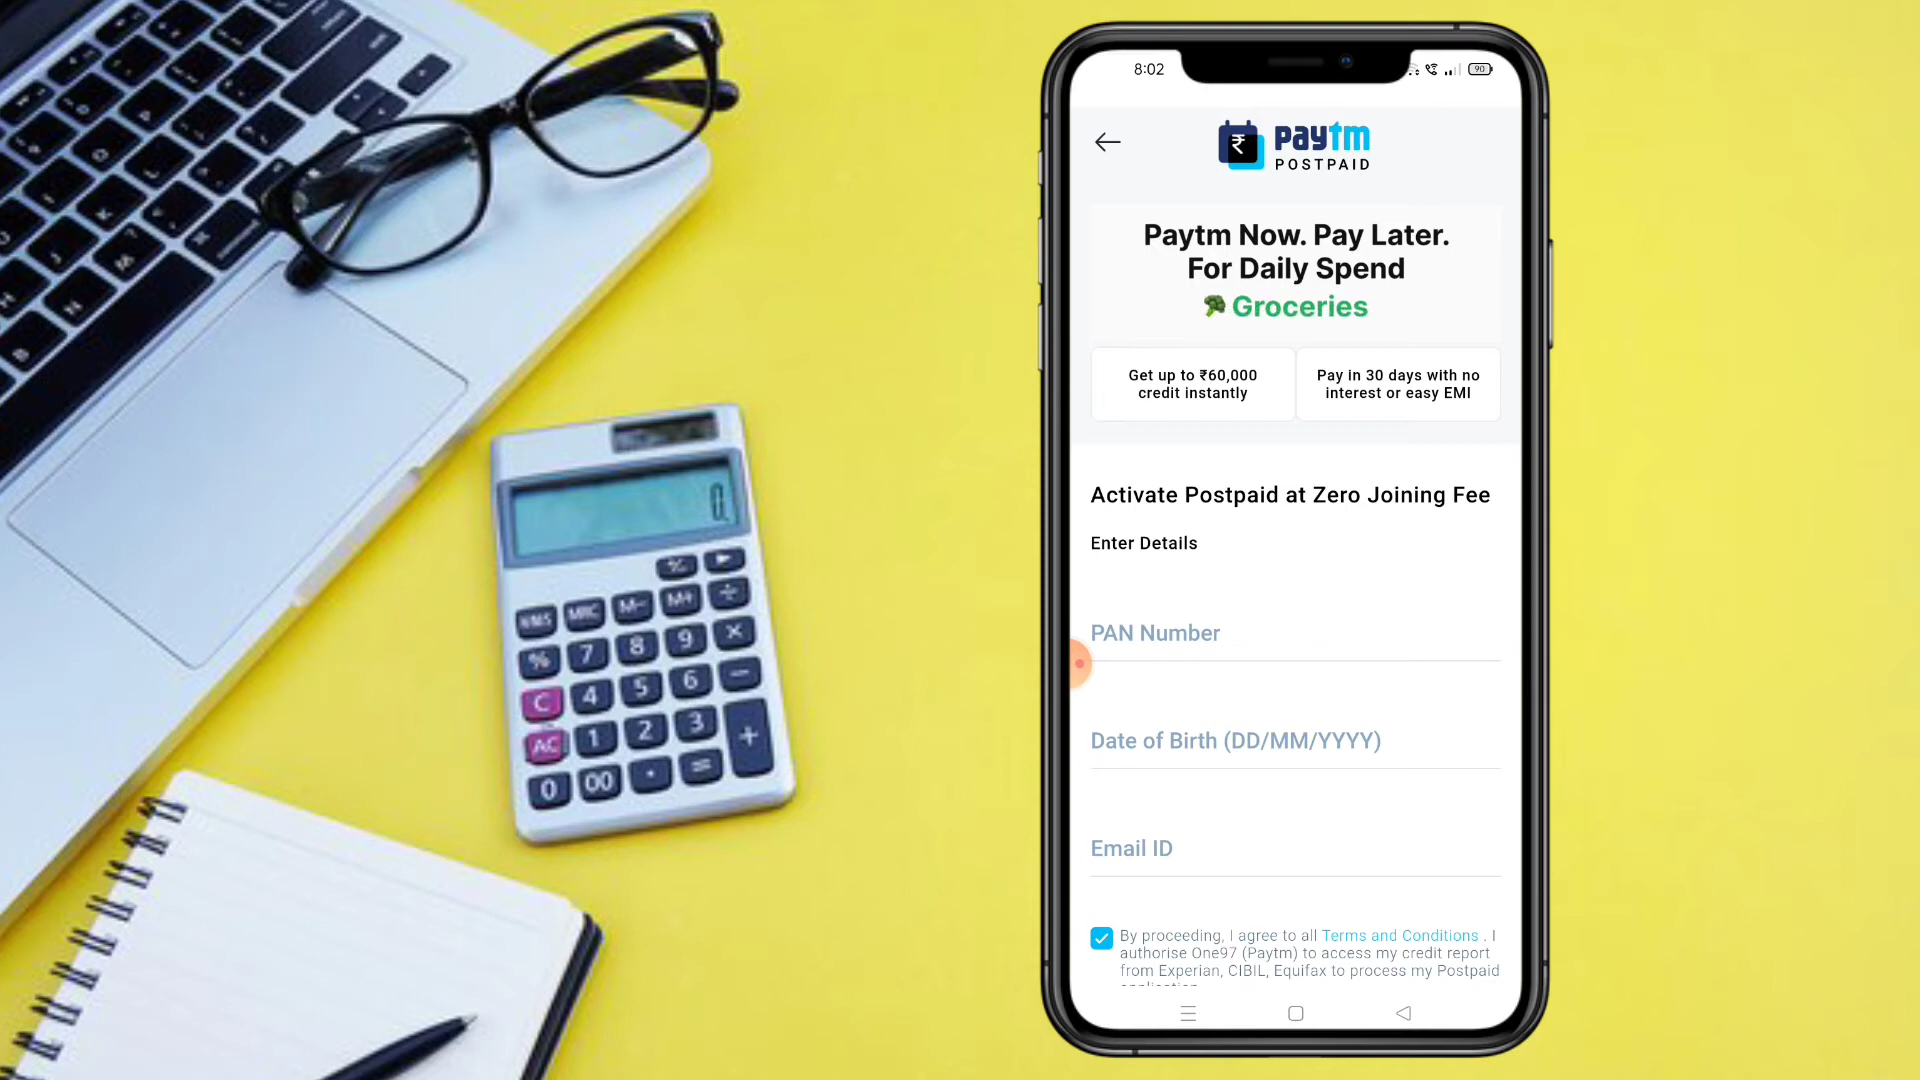 8:02
90
₹ paytm
POSTPAID
Paytm Now. Pay Later.
For Daily Spend
Groceries
Get up to ₹60,000
credit instantly
Pay in 30 days with no
interest or easy EMI
Activate Postpaid at Zero Joining Fee
Enter Details
PAN Number
Date of Birth (DD/MM/YYYY)
Email ID
By proceeding, I agree to all Terms and Conditions . I
authorise One97 (Paytm) to access my credit report
from Experian, CIBIL, Equifax to process my Postpaid
0
MRC M− M+ ÷
% 7 8 9 ×
C 4 5 6 −
AC 1 2 3 +
0 00 . =